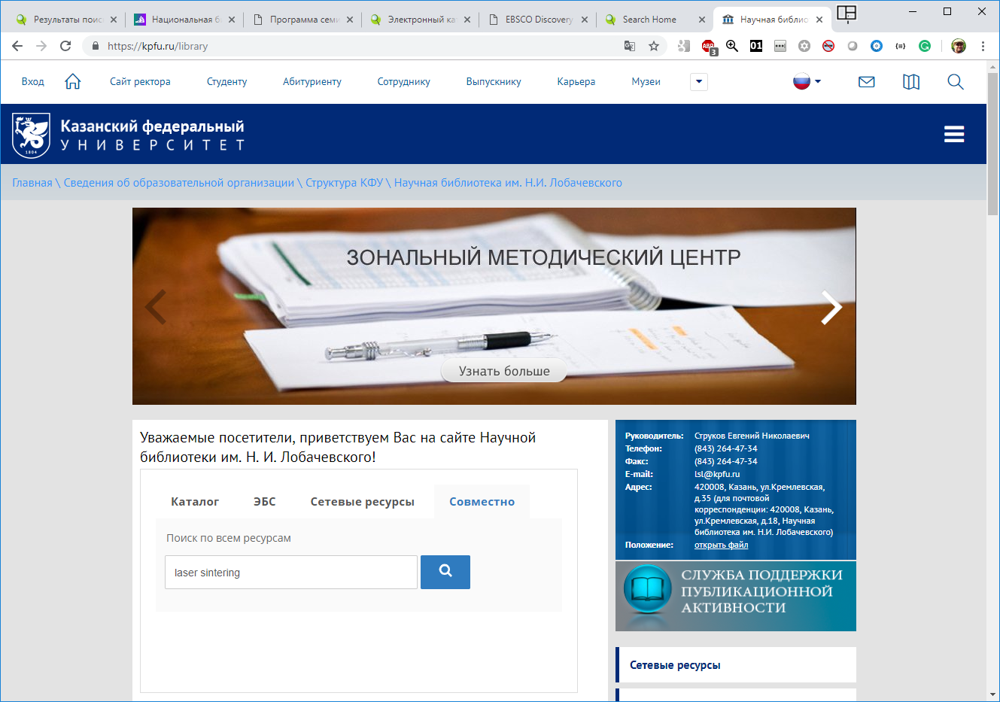 Результаты поис
Национальная б
Программа семи
Электронный ка
EBSCO Discovery
Search Home
Научная библио
https://kpfu.ru/library
ABP
3
01
Вход
Сайт ректора
Студенту
Абитуриенту
Сотруднику
Выпускнику
Карьера
Музеи
Казанский федеральный
УНИВЕРСИТЕТ
1804
Главная \ Сведения об образовательной организации \ Структура КФУ \ Научная библиотека им. Н.И. Лобачевского
ЗОНАЛЬНЫЙ МЕТОДИЧЕСКИЙ ЦЕНТР
Узнать больше
Уважаемые посетители, приветствуем Вас на сайте Научной
библиотеки им. Н. И. Лобачевского!
Каталог
ЭБС
Сетевые ресурсы
Совместно
Поиск по всем ресурсам
laser sintering
Руководитель: Струков Евгений Николаевич
Телефон: (843) 264-47-34
Факс: (843) 264-47-34
E-mail: lsl@kpfu.ru
Адрес: 420008, Казань, ул.Кремлевская,
д.35 (для почтовой
корреспонденции: 420008, Казань,
ул.Кремлевская, д.18, Научная
библиотека им. Н.И. Лобачевского)
Положение: открыть файл
СЛУЖБА ПОДДЕРЖКИ
ПУБЛИКАЦИОННОЙ
АКТИВНОСТИ
Сетевые ресурсы